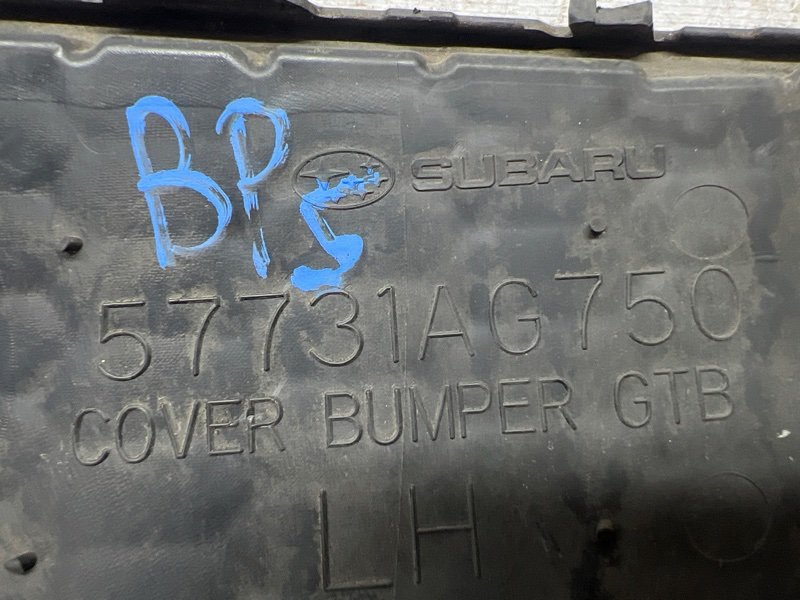 BP5
SUBARU
57731AG750
COVER BUMPER GTB
LH